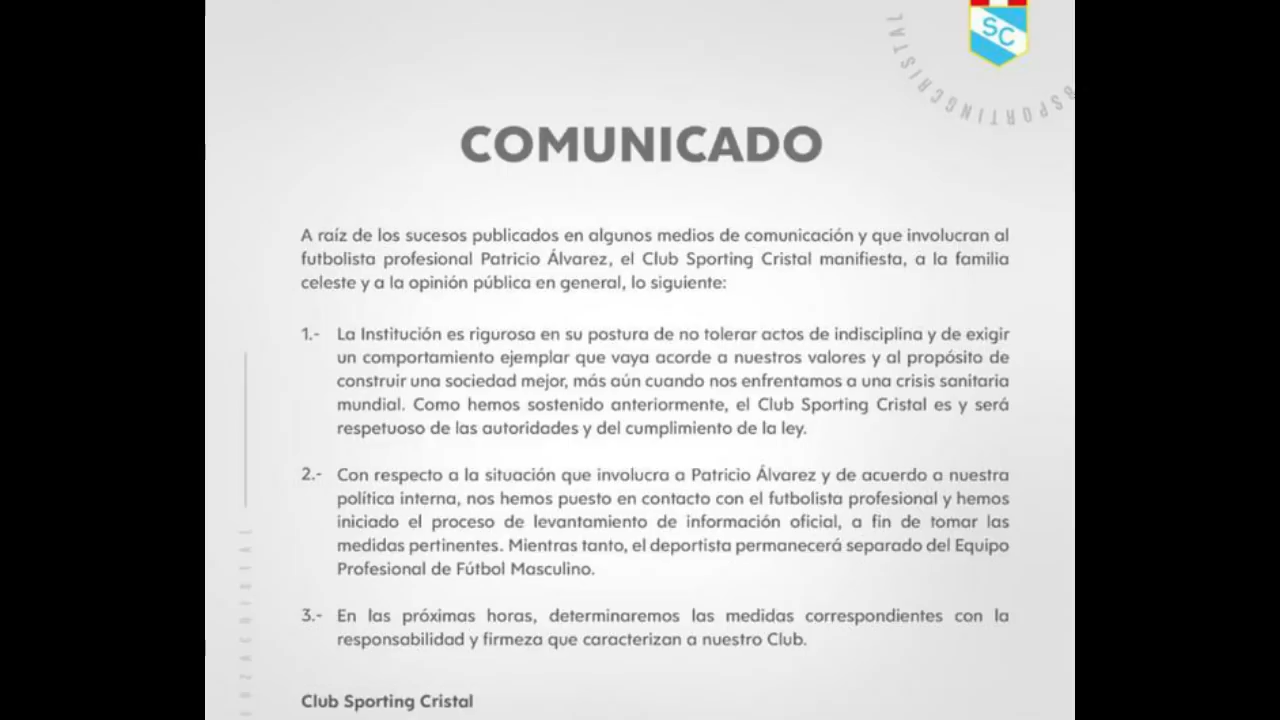 SC
SPORTINGCRISTAL
COMUNICADO
A raíz de los sucesos publicados en algunos medios de comunicación y que involucran al
futbolista profesional Patricio Álvarez, el Club Sporting Cristal manifiesta, a la familia
celeste y a la opinión pública en general, lo siguiente:
1.- La Institución es rigurosa en su postura de no tolerar actos de indisciplina y de exigir
un comportamiento ejemplar que vaya acorde a nuestros valores y al propósito de
construir una sociedad mejor, más aún cuando nos enfrentamos a una crisis sanitaria
mundial. Como hemos sostenido anteriormente, el Club Sporting Cristal es y será
respetuoso de las autoridades y del cumplimiento de la ley.
2.- Con respecto a la situación que involucra a Patricio Álvarez y de acuerdo a nuestra
política interna, nos hemos puesto en contacto con el futbolista profesional y hemos
iniciado el proceso de levantamiento de información oficial, a fin de tomar las
medidas pertinentes. Mientras tanto, el deportista permanecerá separado del Equipo
Profesional de Fútbol Masculino.
3.- En las próximas horas, determinaremos las medidas correspondientes con la
responsabilidad y firmeza que caracterizan a nuestro Club.
Club Sporting Cristal